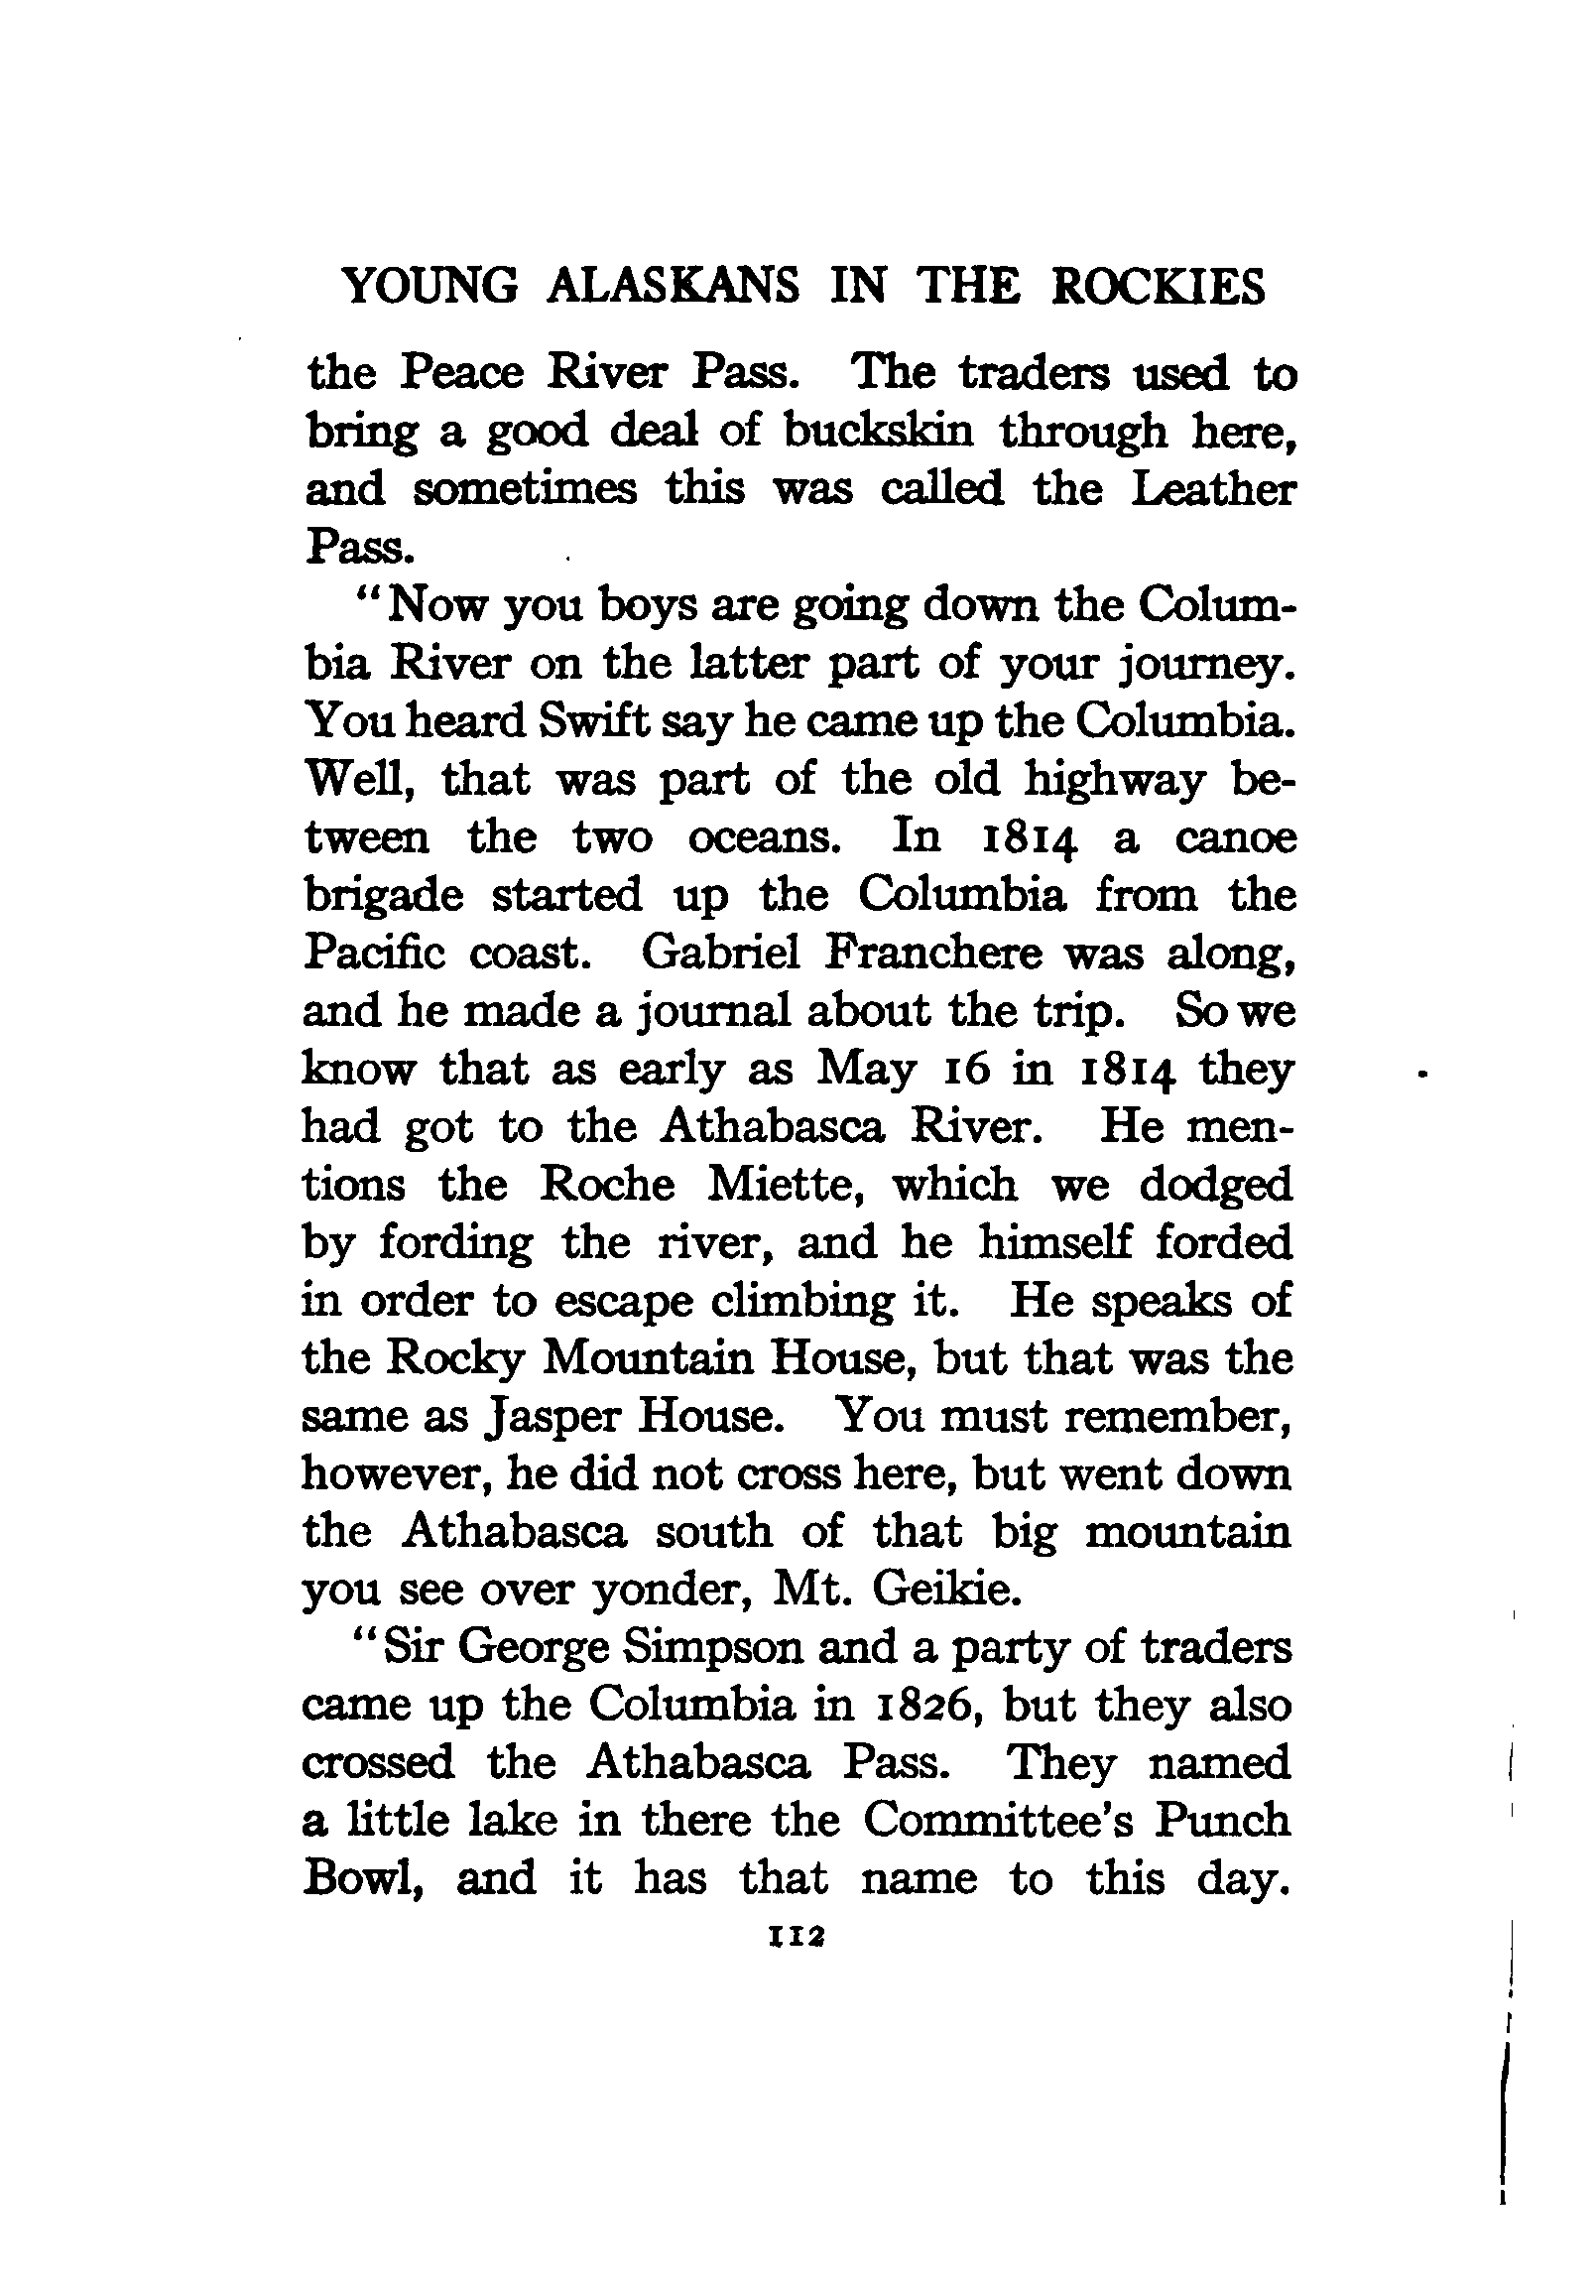 YOUNG ALASKANS IN THE ROCKIES
the Peace River Pass. The traders used to
bring a good deal of buckskin through here,
and sometimes this was called the Leather
Pass.
"Now you boys are going down the Colum-
bia River on the latter part of your journey.
You heard Swift say he came up the Columbia.
Well, that was part of the old highway be-
tween the two oceans. In 1814 a canoe
brigade started up the Columbia from the
Pacific coast. Gabriel Franchere was along,
and he made a journal about the trip. So we
know that as early as May 16 in 1814 they
had got to the Athabasca River. He men-
tions the Roche Miette, which we dodged
by fording the river, and he himself forded
in order to escape climbing it. He speaks of
the Rocky Mountain House, but that was the
same as Jasper House. You must remember,
however, he did not cross here, but went down
the Athabasca south of that big mountain
you see over yonder, Mt. Geikie.
"Sir George Simpson and a party of traders
came up the Columbia in 1826, but they also
crossed the Athabasca Pass. They named
a little lake in there the Committee's Punch
Bowl, and it has that name to this day.
112